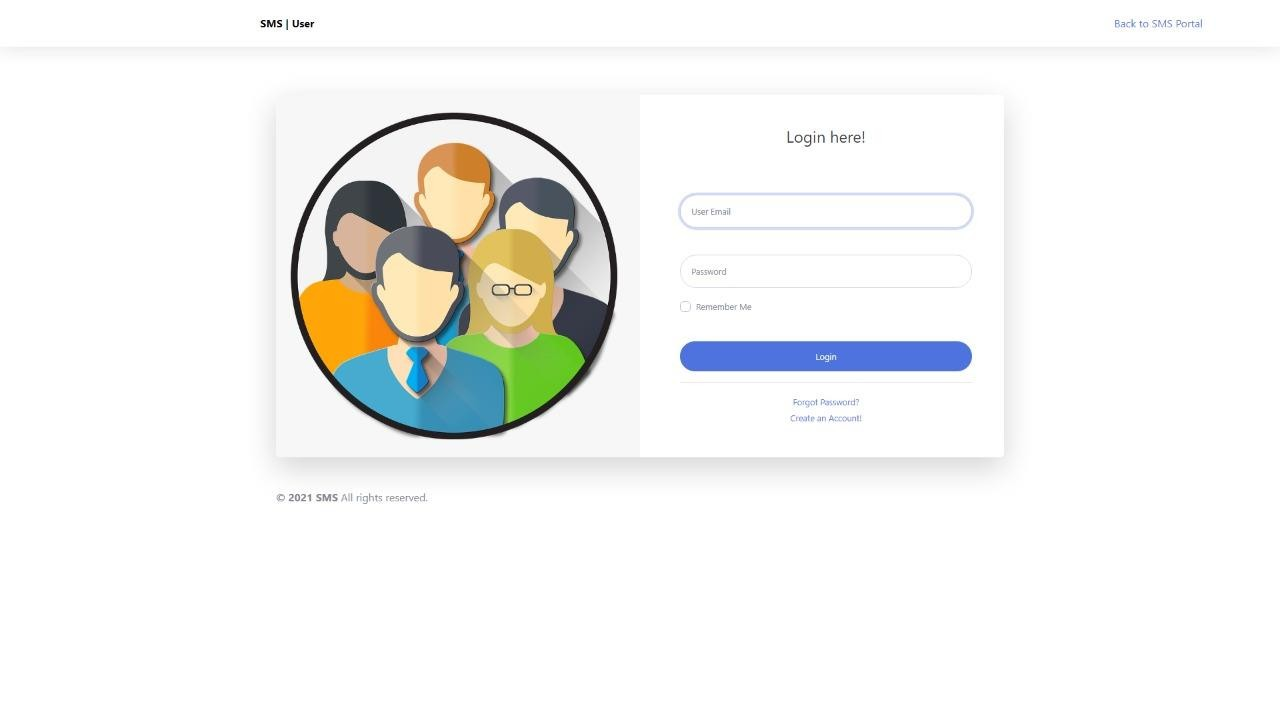 SMS | User
Back to SMS Portal
Login here!
User Email
Password
Remember Me
Login
Forgot Password?
Create an Account!
© 2021 SMS All rights reserved.